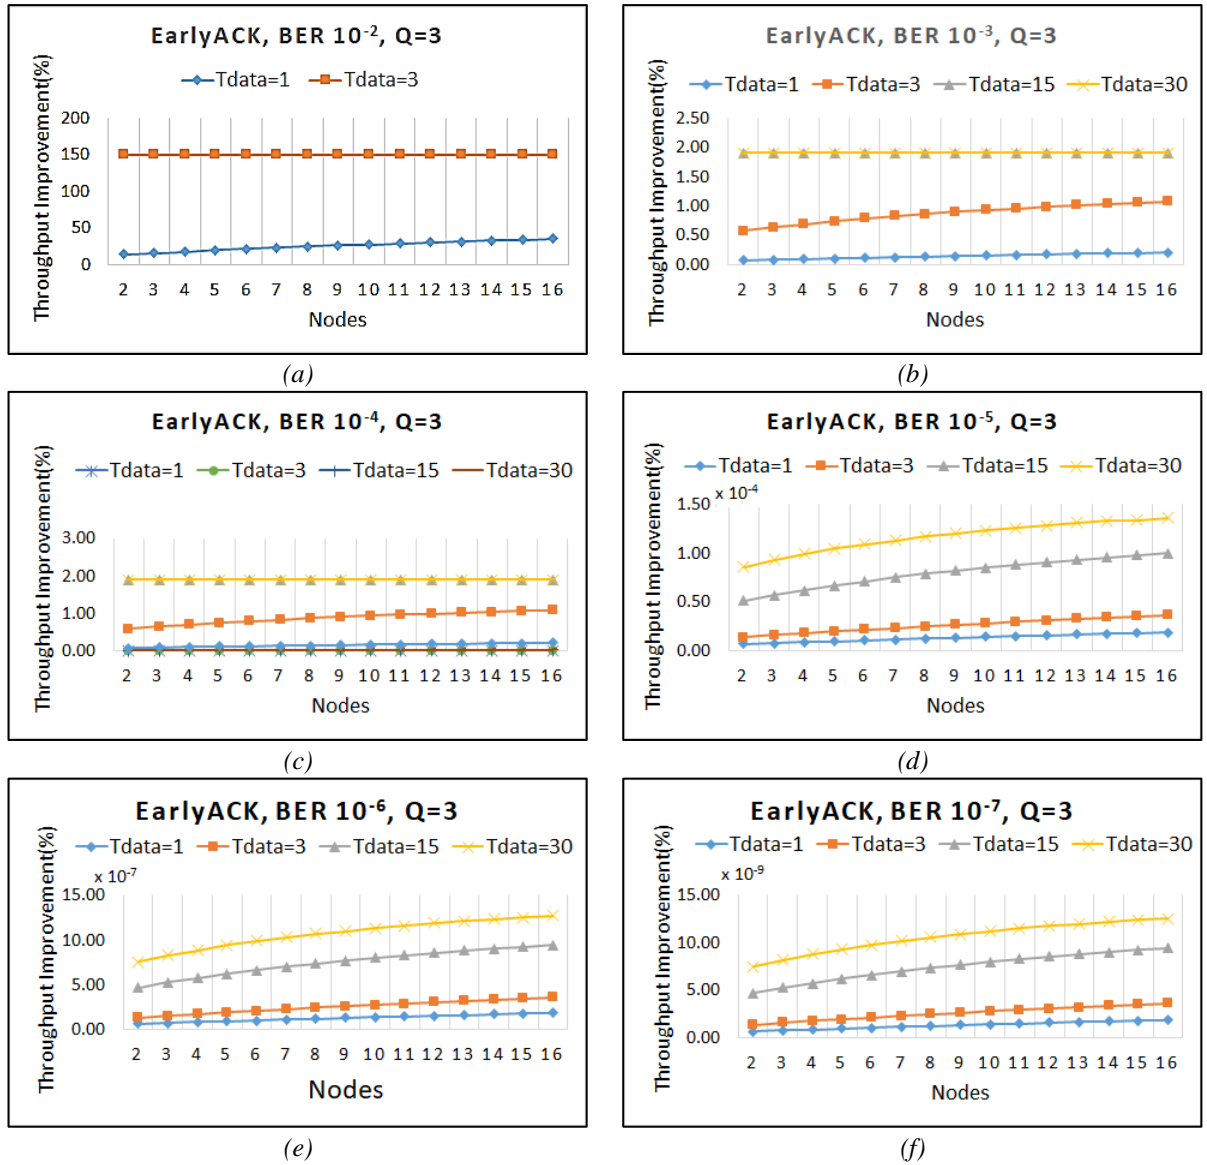 EarlyACK, BER 10⁻², Q=3
Tdata=1 Tdata=3
Throughput Improvement(%)
200
150
100
50
0
2 3 4 5 6 7 8 9 10 11 12 13 14 15 16
Nodes
(a)
EarlyACK, BER 10⁻³, Q=3
Tdata=1 Tdata=3 Tdata=15 Tdata=30
Throughput Improvement(%)
2.50
2.00
1.50
1.00
0.50
0.00
2 3 4 5 6 7 8 9 10 11 12 13 14 15 16
Nodes
(b)
EarlyACK, BER 10⁻⁴, Q=3
Tdata=1 Tdata=3 Tdata=15 Tdata=30
Throughput Improvement(%)
3.00
2.00
1.00
0.00
2 3 4 5 6 7 8 9 10 11 12 13 14 15 16
Nodes
(c)
EarlyACK, BER 10⁻⁵, Q=3
Tdata=1 Tdata=3 Tdata=15 Tdata=30
Throughput Improvement(%)
x 10⁻⁴
1.50
1.00
0.50
0.00
2 3 4 5 6 7 8 9 10 11 12 13 14 15 16
Nodes
(d)
EarlyACK, BER 10⁻⁶, Q=3
Tdata=1 Tdata=3 Tdata=15 Tdata=30
Throughput Improvement(%)
x 10⁻⁷
15.00
10.00
5.00
0.00
2 3 4 5 6 7 8 9 10 11 12 13 14 15 16
Nodes
(e)
EarlyACK, BER 10⁻⁷, Q=3
Tdata=1 Tdata=3 Tdata=15 Tdata=30
Throughput Improvement(%)
x 10⁻⁹
15.00
10.00
5.00
0.00
2 3 4 5 6 7 8 9 10 11 12 13 14 15 16
Nodes
(f)